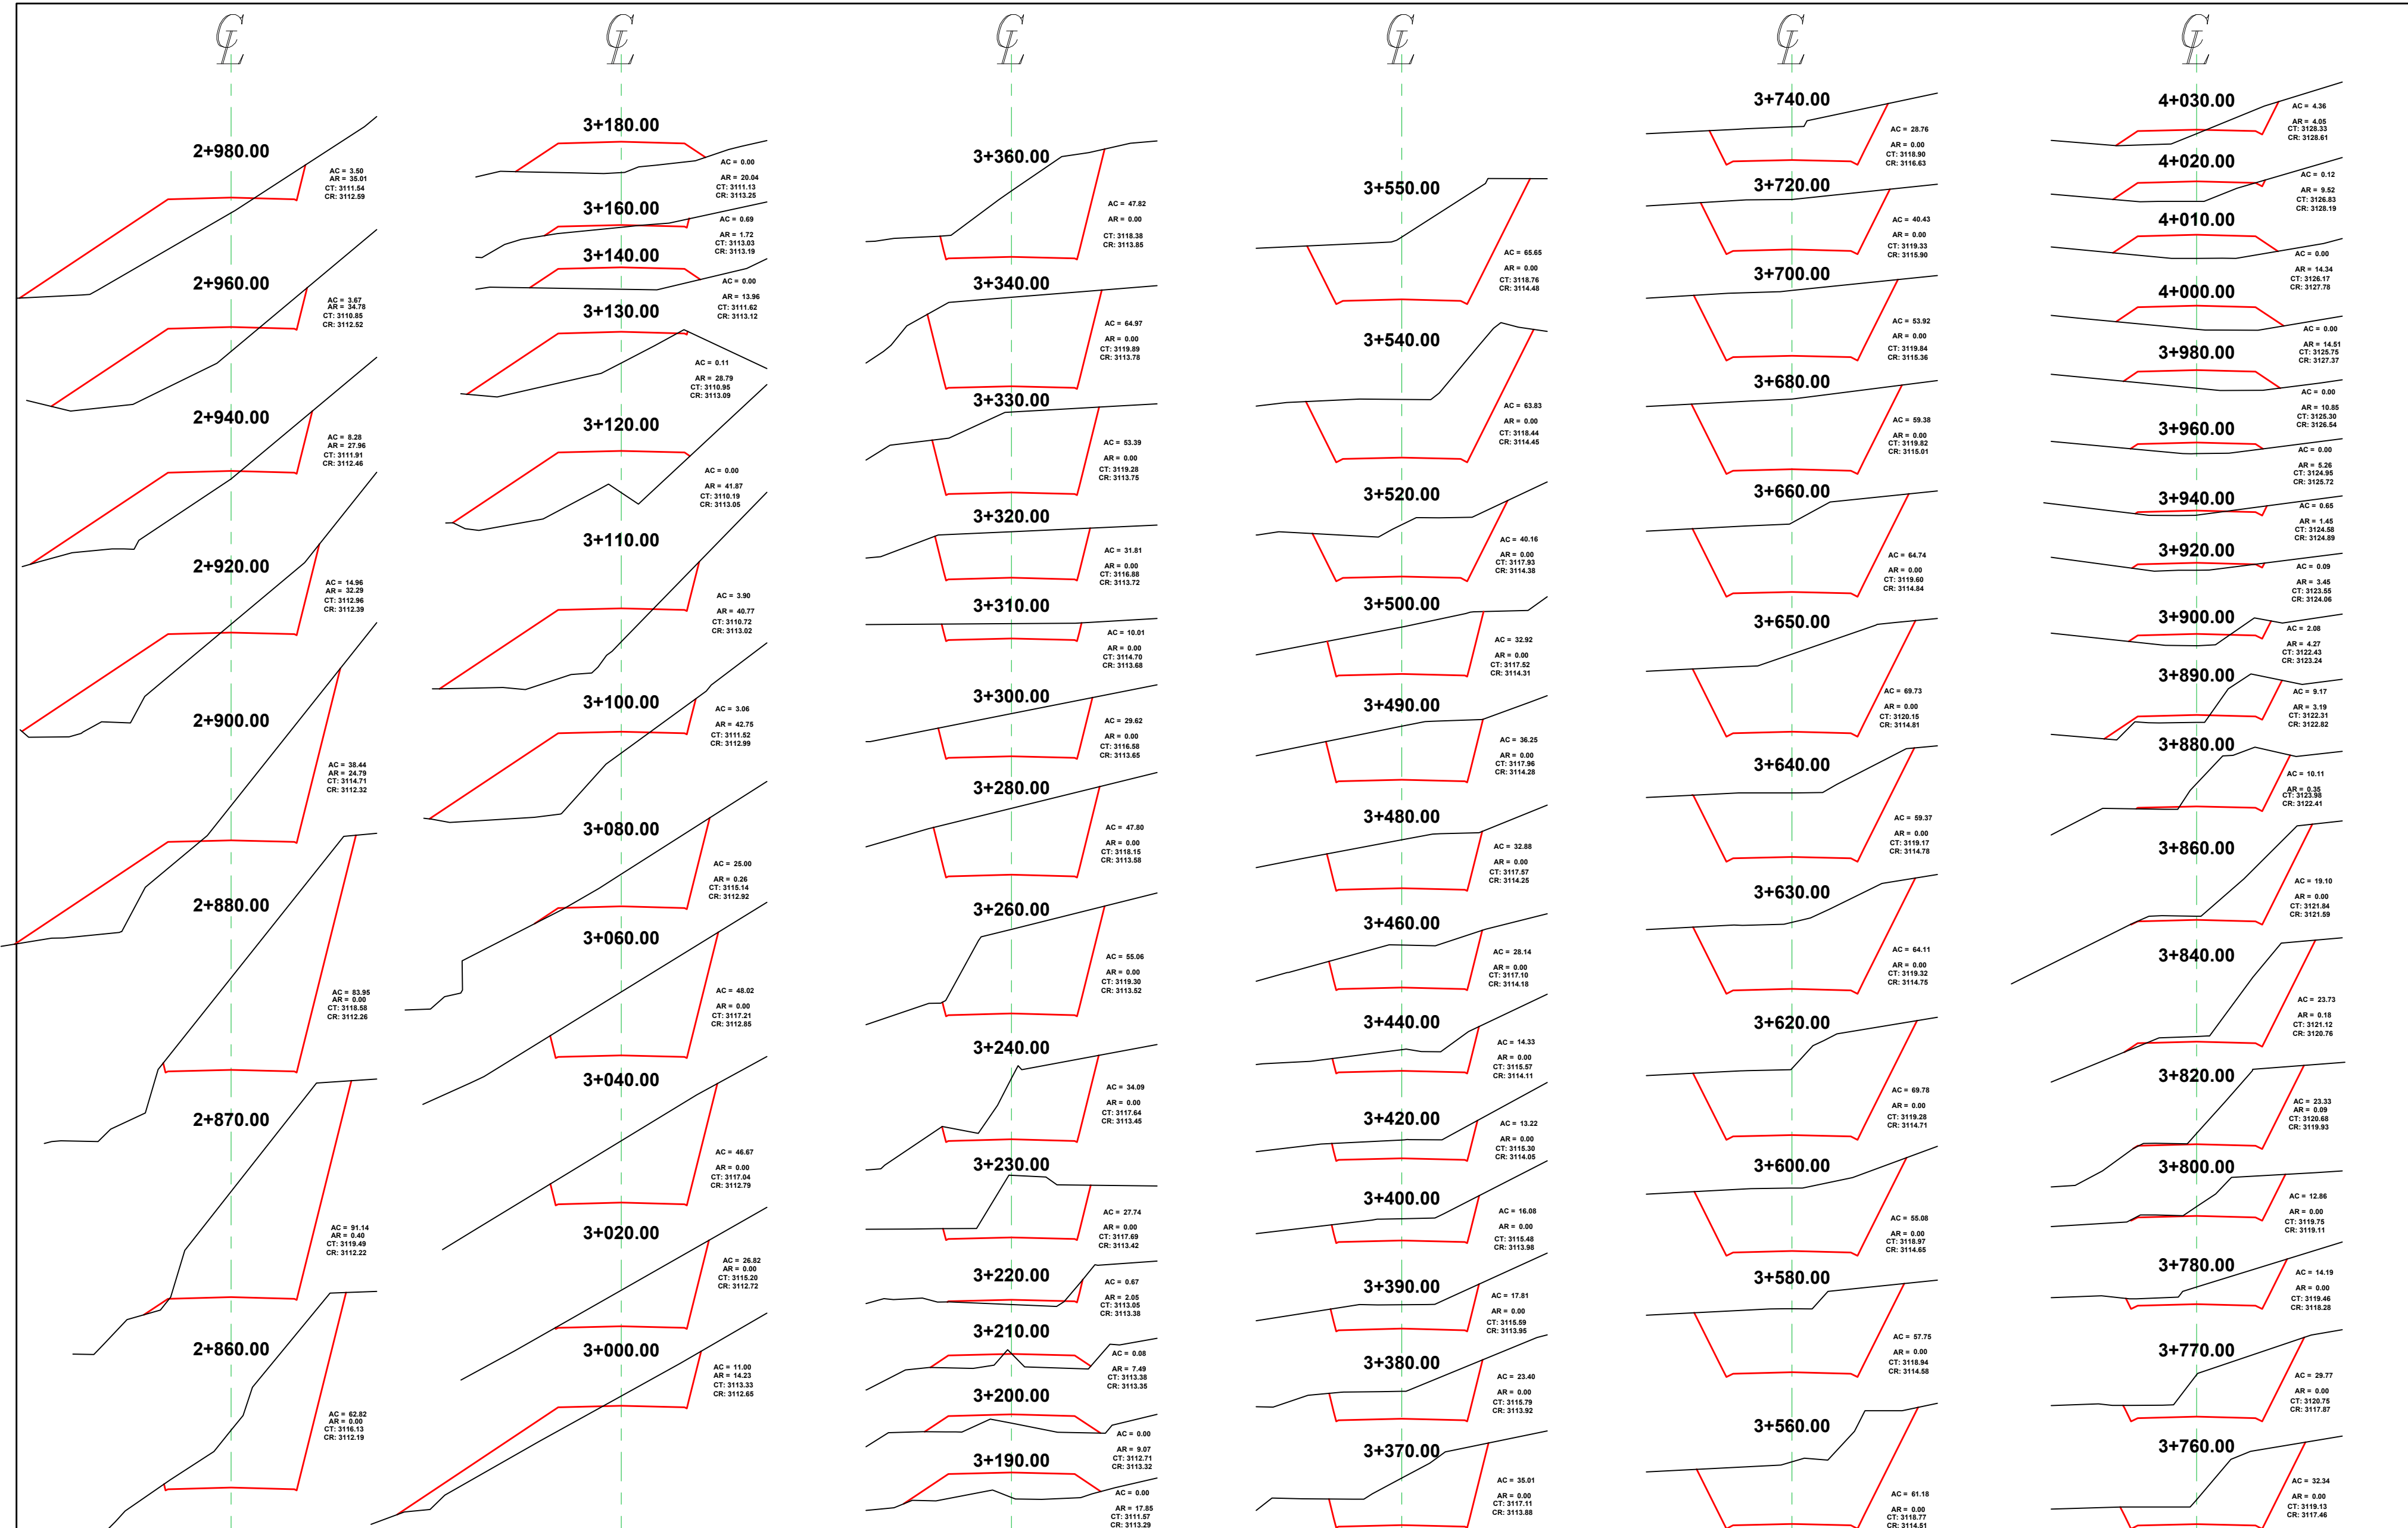 CL
2+980.00
AC = 3.50
AR = 35.01
CT: 3111.54
CR: 3112.59
2+960.00
AC = 3.67
AR = 34.78
CT: 3110.85
CR: 3112.52
2+940.00
AC = 8.28
AR = 27.96
CT: 3111.91
CR: 3112.46
2+920.00
AC = 14.96
AR = 32.29
CT: 3112.96
CR: 3112.39
2+900.00
AC = 38.44
AR = 24.79
CT: 3114.71
CR: 3112.32
2+880.00
AC = 83.95
AR = 0.00
CT: 3118.58
CR: 3112.26
2+870.00
AC = 91.14
AR = 0.40
CT: 3119.49
CR: 3112.22
2+860.00
AC = 62.82
AR = 0.00
CT: 3116.13
CR: 3112.19
CL
3+180.00
AC = 0.00
AR = 20.04
CT: 3111.13
CR: 3113.25
3+160.00
AC = 0.69
AR = 1.72
CT: 3113.03
CR: 3113.19
3+140.00
AC = 0.00
AR = 13.96
CT: 3111.62
CR: 3113.12
3+130.00
AC = 0.11
AR = 28.79
CT: 3110.95
CR: 3113.09
3+120.00
AC = 0.00
AR = 41.87
CT: 3110.19
CR: 3113.05
3+110.00
AC = 3.90
AR = 40.77
CT: 3110.72
CR: 3113.02
3+100.00
AC = 3.06
AR = 42.75
CT: 3111.52
CR: 3112.99
3+080.00
AC = 25.00
AR = 0.26
CT: 3115.14
CR: 3112.92
3+060.00
AC = 48.02
AR = 0.00
CT: 3117.21
CR: 3112.85
3+040.00
AC = 46.67
AR = 0.00
CT: 3117.04
CR: 3112.79
3+020.00
AC = 26.82
AR = 0.00
CT: 3115.20
CR: 3112.72
3+000.00
AC = 11.00
AR = 14.23
CT: 3113.33
CR: 3112.65
CL
3+360.00
AC = 47.82
AR = 0.00
CT: 3118.38
CR: 3113.85
3+340.00
AC = 64.97
AR = 0.00
CT: 3119.89
CR: 3113.78
3+330.00
AC = 53.39
AR = 0.00
CT: 3119.28
CR: 3113.75
3+320.00
AC = 31.81
AR = 0.00
CT: 3116.88
CR: 3113.72
3+310.00
AC = 10.01
AR = 0.00
CT: 3114.70
CR: 3113.68
3+300.00
AC = 29.62
AR = 0.00
CT: 3116.58
CR: 3113.65
3+280.00
AC = 47.80
AR = 0.00
CT: 3118.15
CR: 3113.58
3+260.00
AC = 55.06
AR = 0.00
CT: 3119.30
CR: 3113.52
3+240.00
AC = 34.09
AR = 0.00
CT: 3117.64
CR: 3113.45
3+230.00
AC = 27.74
AR = 0.00
CT: 3117.69
CR: 3113.42
3+220.00
AC = 0.67
AR = 2.05
CT: 3113.05
CR: 3113.38
3+210.00
AC = 0.08
AR = 7.49
CT: 3113.38
CR: 3113.35
3+200.00
AC = 0.00
AR = 9.07
CT: 3112.71
CR: 3113.32
3+190.00
AC = 0.00
AR = 17.85
CT: 3111.57
CR: 3113.29
CL
3+550.00
AC = 65.65
AR = 0.00
CT: 3118.76
CR: 3114.48
3+540.00
AC = 63.83
AR = 0.00
CT: 3118.44
CR: 3114.45
3+520.00
AC = 40.16
AR = 0.00
CT: 3117.93
CR: 3114.38
3+500.00
AC = 32.92
AR = 0.00
CT: 3117.52
CR: 3114.31
3+490.00
AC = 36.25
AR = 0.00
CT: 3117.96
CR: 3114.28
3+480.00
AC = 32.88
AR = 0.00
CT: 3117.57
CR: 3114.25
3+460.00
AC = 28.14
AR = 0.00
CT: 3117.10
CR: 3114.18
3+440.00
AC = 14.33
AR = 0.00
CT: 3115.57
CR: 3114.11
3+420.00
AC = 13.22
AR = 0.00
CT: 3115.30
CR: 3114.05
3+400.00
AC = 16.08
AR = 0.00
CT: 3115.48
CR: 3113.98
3+390.00
AC = 17.81
AR = 0.00
CT: 3115.59
CR: 3113.95
3+380.00
AC = 23.40
AR = 0.00
CT: 3115.79
CR: 3113.92
3+370.00
AC = 35.01
AR = 0.00
CT: 3117.11
CR: 3113.88
CL
3+740.00
AC = 28.76
AR = 0.00
CT: 3118.90
CR: 3116.63
3+720.00
AC = 40.43
AR = 0.00
CT: 3119.33
CR: 3115.90
3+700.00
AC = 53.92
AR = 0.00
CT: 3119.84
CR: 3115.36
3+680.00
AC = 59.38
AR = 0.00
CT: 3119.82
CR: 3115.01
3+660.00
AC = 64.74
AR = 0.00
CT: 3119.60
CR: 3114.84
3+650.00
AC = 69.73
AR = 0.00
CT: 3120.15
CR: 3114.81
3+640.00
AC = 59.37
AR = 0.00
CT: 3119.17
CR: 3114.78
3+630.00
AC = 64.11
AR = 0.00
CT: 3119.32
CR: 3114.75
3+620.00
AC = 69.78
AR = 0.00
CT: 3119.28
CR: 3114.71
3+600.00
AC = 55.08
AR = 0.00
CT: 3118.97
CR: 3114.65
3+580.00
AC = 57.75
AR = 0.00
CT: 3118.94
CR: 3114.58
3+560.00
AC = 61.18
AR = 0.00
CT: 3118.77
CR: 3114.51
CL
4+030.00
AC = 4.36
AR = 4.05
CT: 3128.33
CR: 3128.61
4+020.00
AC = 0.12
AR = 9.52
CT: 3126.83
CR: 3128.19
4+010.00
AC = 0.00
AR = 14.34
CT: 3126.17
CR: 3127.78
4+000.00
AC = 0.00
AR = 14.51
CT: 3125.75
CR: 3127.37
3+980.00
AC = 0.00
AR = 10.85
CT: 3125.30
CR: 3126.54
3+960.00
AC = 0.00
AR = 5.26
CT: 3124.95
CR: 3125.72
3+940.00
AC = 0.65
AR = 1.45
CT: 3124.58
CR: 3124.89
3+920.00
AC = 0.09
AR = 3.45
CT: 3123.55
CR: 3124.06
3+900.00
AC = 2.08
AR = 4.27
CT: 3122.43
CR: 3123.24
3+890.00
AC = 9.17
AR = 3.19
CT: 3122.31
CR: 3122.82
3+880.00
AC = 10.11
AR = 0.35
CT: 3123.98
CR: 3122.41
3+860.00
AC = 19.10
AR = 0.00
CT: 3121.84
CR: 3121.59
3+840.00
AC = 23.73
AR = 0.18
CT: 3121.12
CR: 3120.76
3+820.00
AC = 23.33
AR = 0.09
CT: 3120.68
CR: 3119.93
3+800.00
AC = 12.86
AR = 0.00
CT: 3119.75
CR: 3119.11
3+780.00
AC = 14.19
AR = 0.00
CT: 3119.46
CR: 3118.28
3+770.00
AC = 29.77
AR = 0.00
CT: 3120.75
CR: 3117.87
3+760.00
AC = 32.34
AR = 0.00
CT: 3119.13
CR: 3117.46